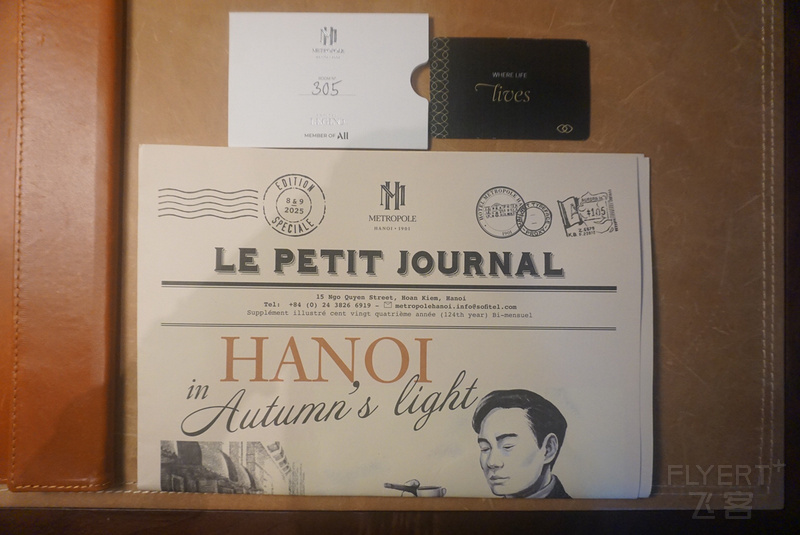 METROPOLE
305
MEMBER OF ALL
WHERE LIFE
lives
EDITION
8 & 9
2025
SPÉCIALE
METROPOLE
HANOI • 1901
LE PETIT JOURNAL
15 Ngo Quyen Street, Hoan Kiem, Hanoi
Tel: +84 (0) 24 3826 6919 - metropolehanoi.info@sofitel.com
Supplément illustré cent vingt quatrième année (124th year) Bi-mensuel
HANOI
in Autumn's light
FLYERT+
飞客